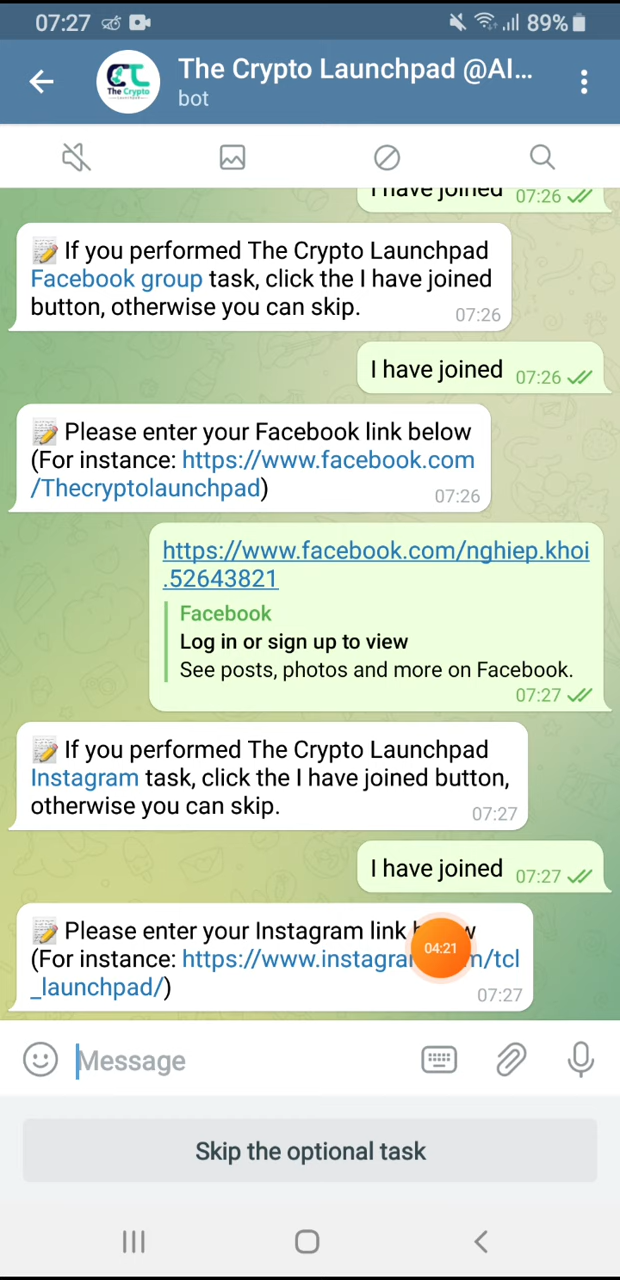 07:27 89%
The Crypto Launchpad @AI...
bot
I have joined 07:26
If you performed The Crypto Launchpad
Facebook group task, click the I have joined
button, otherwise you can skip. 07:26
I have joined 07:26
Please enter your Facebook link below
(For instance: https://www.facebook.com
/Thecryptolaunchpad) 07:26
https://www.facebook.com/nghiep.khoi
.52643821
Facebook
Log in or sign up to view
See posts, photos and more on Facebook.
07:27
If you performed The Crypto Launchpad
Instagram task, click the I have joined button,
otherwise you can skip. 07:27
I have joined 07:27
Please enter your Instagram link
04:21
(For instance: https://www.instagram.com/tcl
_launchpad/) 07:27
Message
Skip the optional task